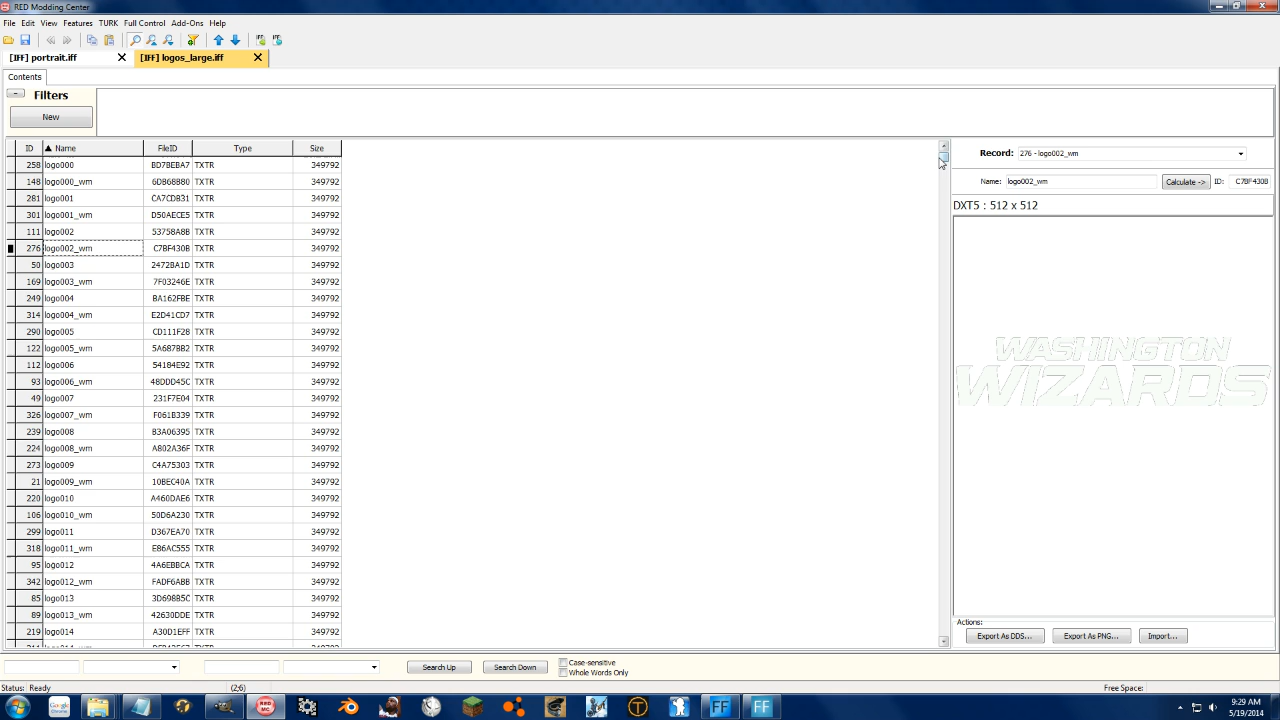 RED Modding Center
File Edit View Features TURK Full Control Add-Ons Help
[IFF] portrait.iff [IFF] logos_large.iff
Contents
Filters
New
ID Name FileID Type Size
258 logo000 BD7BEBA7 TXTR 349792
148 logo000_wm 6DB68B80 TXTR 349792
281 logo001 CA7CDB31 TXTR 349792
301 logo001_wm D50AECE5 TXTR 349792
111 logo002 53758A8B TXTR 349792
276 logo002_wm C7BF430B TXTR 349792
50 logo003 2472BA1D TXTR 349792
169 logo003_wm 7F03246E TXTR 349792
249 logo004 BA162FBE TXTR 349792
314 logo004_wm E2D41CD7 TXTR 349792
290 logo005 CD111F28 TXTR 349792
122 logo005_wm 5A687BB2 TXTR 349792
112 logo006 54184E92 TXTR 349792
93 logo006_wm 48DDD45C TXTR 349792
49 logo007 231F7E04 TXTR 349792
326 logo007_wm F061B339 TXTR 349792
239 logo008 B3A06395 TXTR 349792
224 logo008_wm A802A36F TXTR 349792
273 logo009 C4A75303 TXTR 349792
21 logo009_wm 10BEC40A TXTR 349792
220 logo010 A460DAE6 TXTR 349792
106 logo010_wm 50D6A230 TXTR 349792
299 logo011 D367EA70 TXTR 349792
318 logo011_wm E86AC555 TXTR 349792
95 logo012 4A6EBBCA TXTR 349792
342 logo012_wm FADF6ABB TXTR 349792
85 logo013 3D698B5C TXTR 349792
89 logo013_wm 42630DDE TXTR 349792
219 logo014 A30D1EFF TXTR 349792
Record: 276 - logo002_wm
Name: logo002_wm Calculate -> ID: C7BF430B
DXT5 : 512 x 512
WASHINGTON
WIZARDS
Actions:
Export As DDS... Export As PNG... Import...
Search Up Search Down Case-sensitive
Whole Words Only
Status: Ready (2;6) Free Space:
9:29 AM
5/19/2014